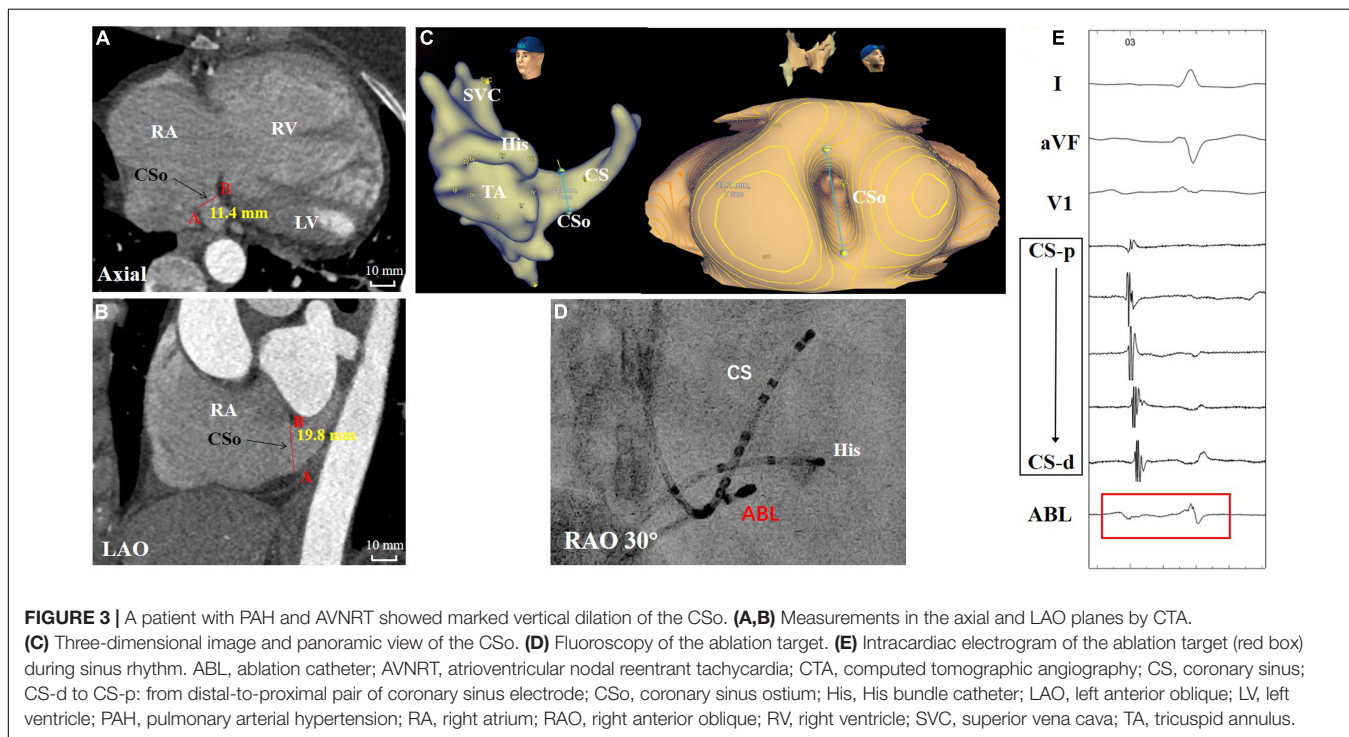 A
RA
RV
CSo
B
A
11.4 mm
LV
Axial
10 mm
B
RA
B
19.8 mm
CSo
A
LAO
10 mm
C
SVC
His
TA
CS
CSo
CSo
D
CS
His
ABL
RAO 30°
E
03
I
aVF
V1
CS-p
CS-d
ABL
FIGURE 3 | A patient with PAH and AVNRT showed marked vertical dilation of the CSo. (A,B) Measurements in the axial and LAO planes by CTA.
(C) Three-dimensional image and panoramic view of the CSo. (D) Fluoroscopy of the ablation target. (E) Intracardiac electrogram of the ablation target (red box)
during sinus rhythm. ABL, ablation catheter; AVNRT, atrioventricular nodal reentrant tachycardia; CTA, computed tomographic angiography; CS, coronary sinus;
CS-d to CS-p: from distal-to-proximal pair of coronary sinus electrode; CSo, coronary sinus ostium; His, His bundle catheter; LAO, left anterior oblique; LV, left
ventricle; PAH, pulmonary arterial hypertension; RA, right atrium; RAO, right anterior oblique; RV, right ventricle; SVC, superior vena cava; TA, tricuspid annulus.